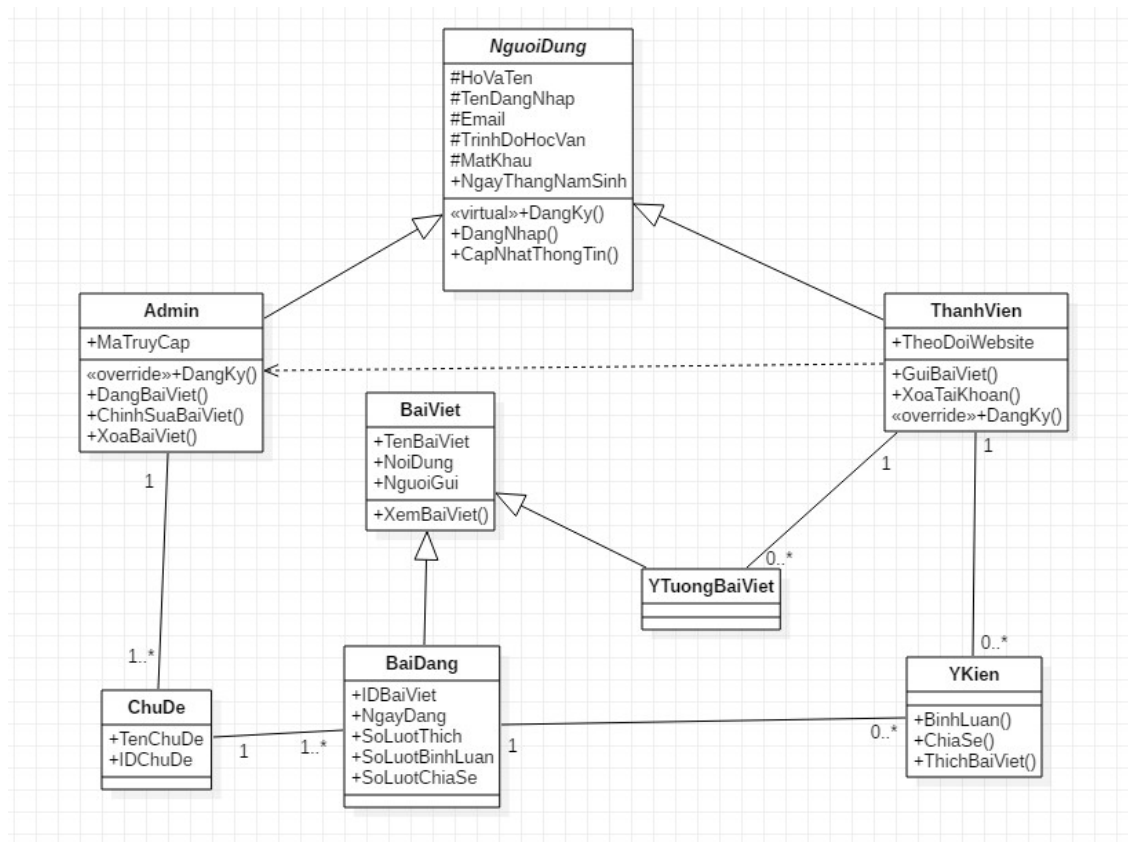 NguoiDung
#HoVaTen
#TenDangNhap
#Email
#TrinhDoHocVan
#MatKhau
+NgayThangNamSinh
«virtual»+DangKy()
+DangNhap()
+CapNhatThongTin()
Admin
+MaTruyCap
«override»+DangKy()
+DangBaiViet()
+ChinhSuaBaiViet()
+XoaBaiViet()
ThanhVien
+TheoDoiWebsite
+GuiBaiViet()
+XoaTaiKhoan()
«override»+DangKy()
BaiViet
+TenBaiViet
+NoiDung
+NguoiGui
+XemBaiViet()
1
1
1
0..*
YTuongBaiViet
1..*
0..*
ChuDe
+TenChuDe
+IDChuDe
1
1..*
BaiDang
+IDBaiViet
+NgayDang
+SoLuotThich
+SoLuotBinhLuan
+SoLuotChiaSe
1
0..*
YKien
+BinhLuan()
+ChiaSe()
+ThichBaiViet()